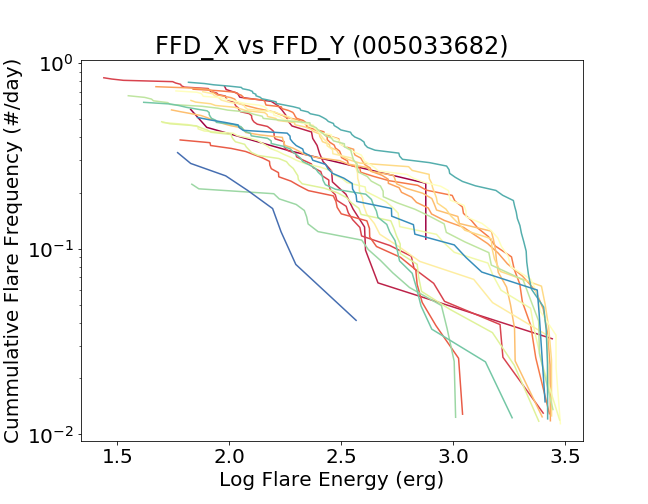 FFD_X vs FFD_Y (005033682)
Cummulative Flare Frequency (#/day)
10⁰
10⁻¹
10⁻²
1.5 2.0 2.5 3.0 3.5
Log Flare Energy (erg)